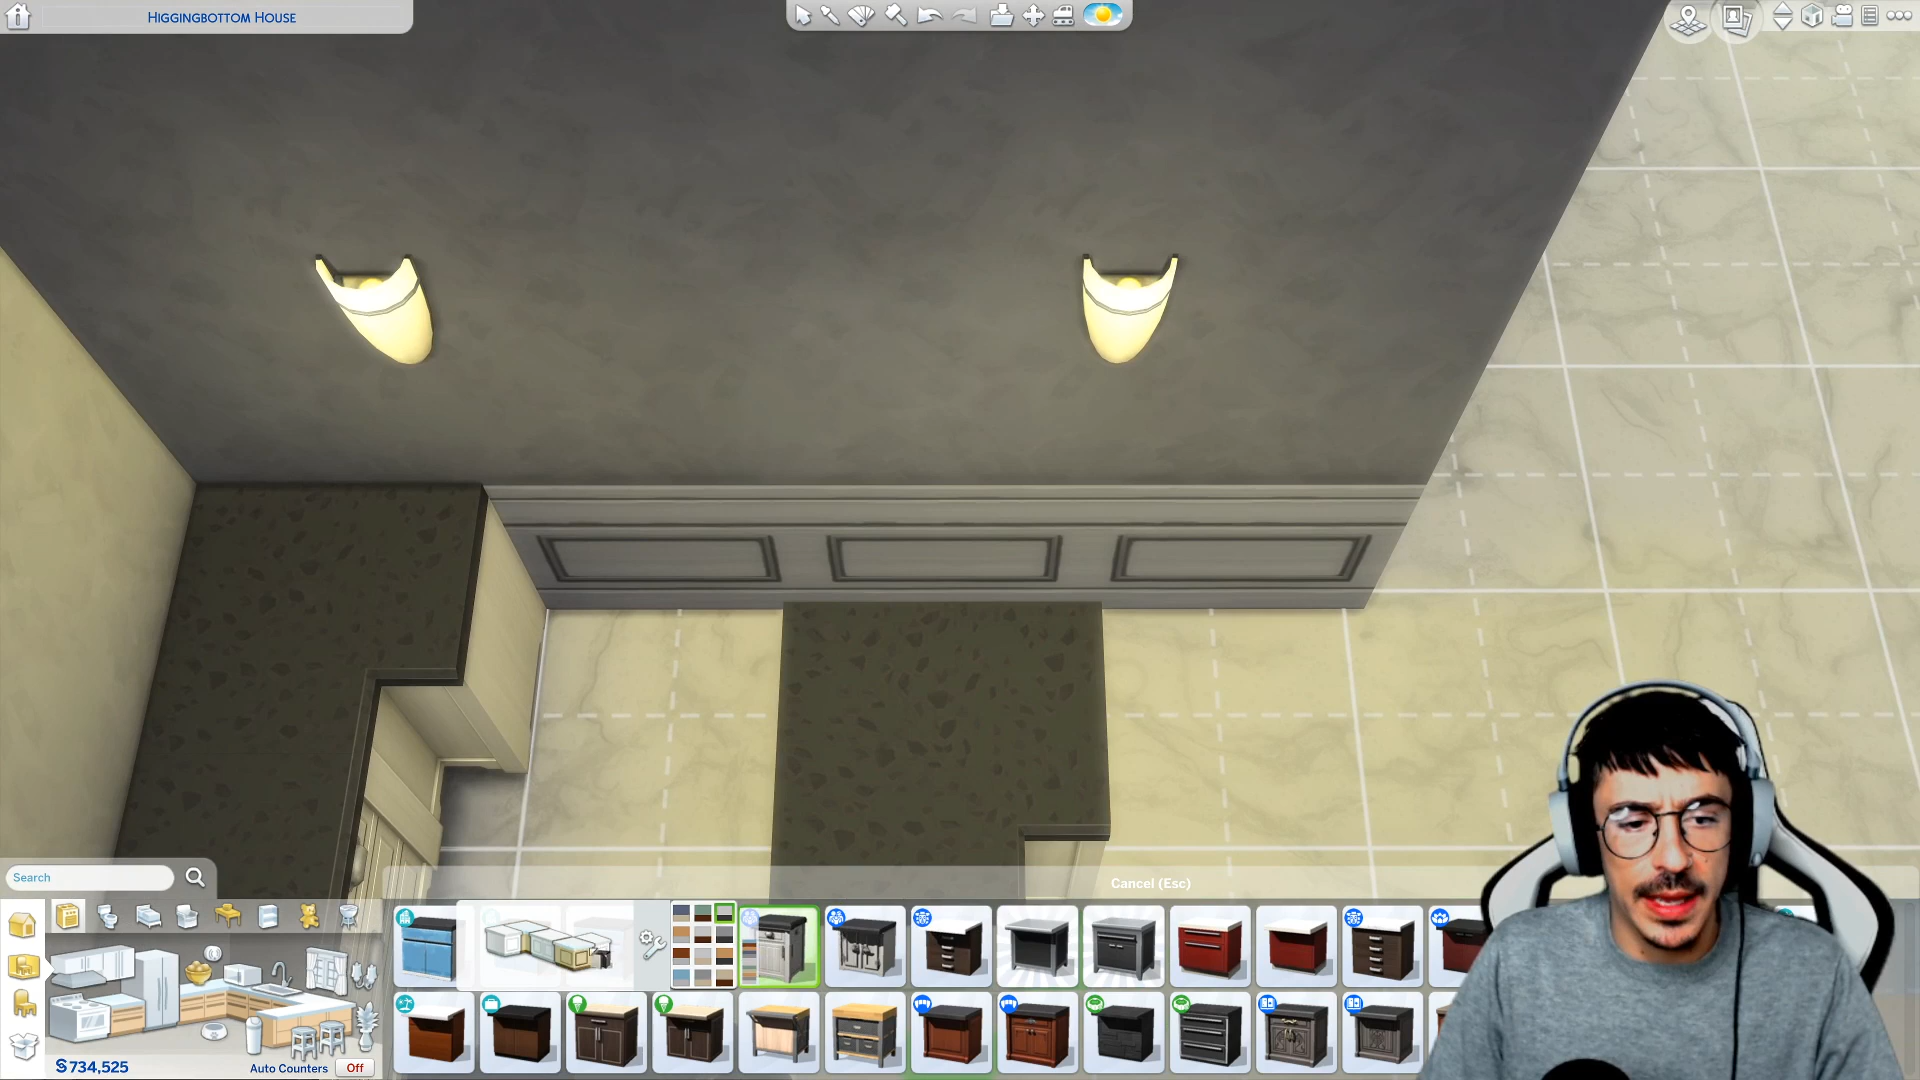 HIGGINGBOTTOM HOUSE
Cancel (Esc)
Search
§734,525
Auto Counters Off